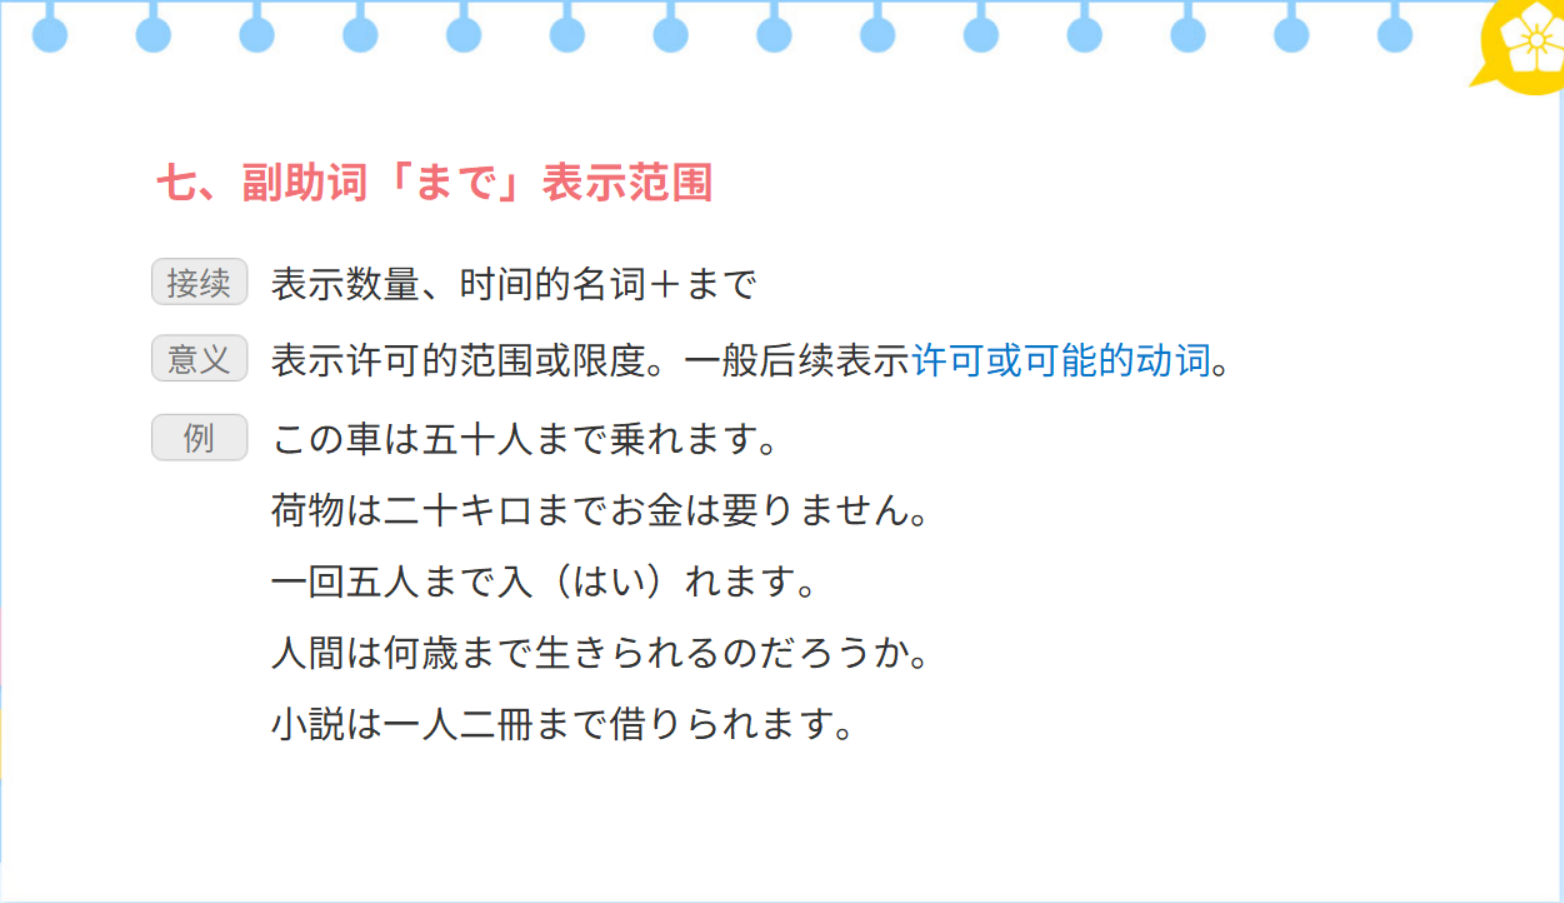 七、副助词「まで」表示范围
接续 表示数量、时间的名词＋まで
意义 表示许可的范围或限度。一般后续表示许可或可能的动词。
例 この車は五十人まで乗れます。
荷物は二十キロまでお金は要りません。
一回五人まで入（はい）れます。
人間は何歳まで生きられるのだろうか。
小説は一人二冊まで借りられます。